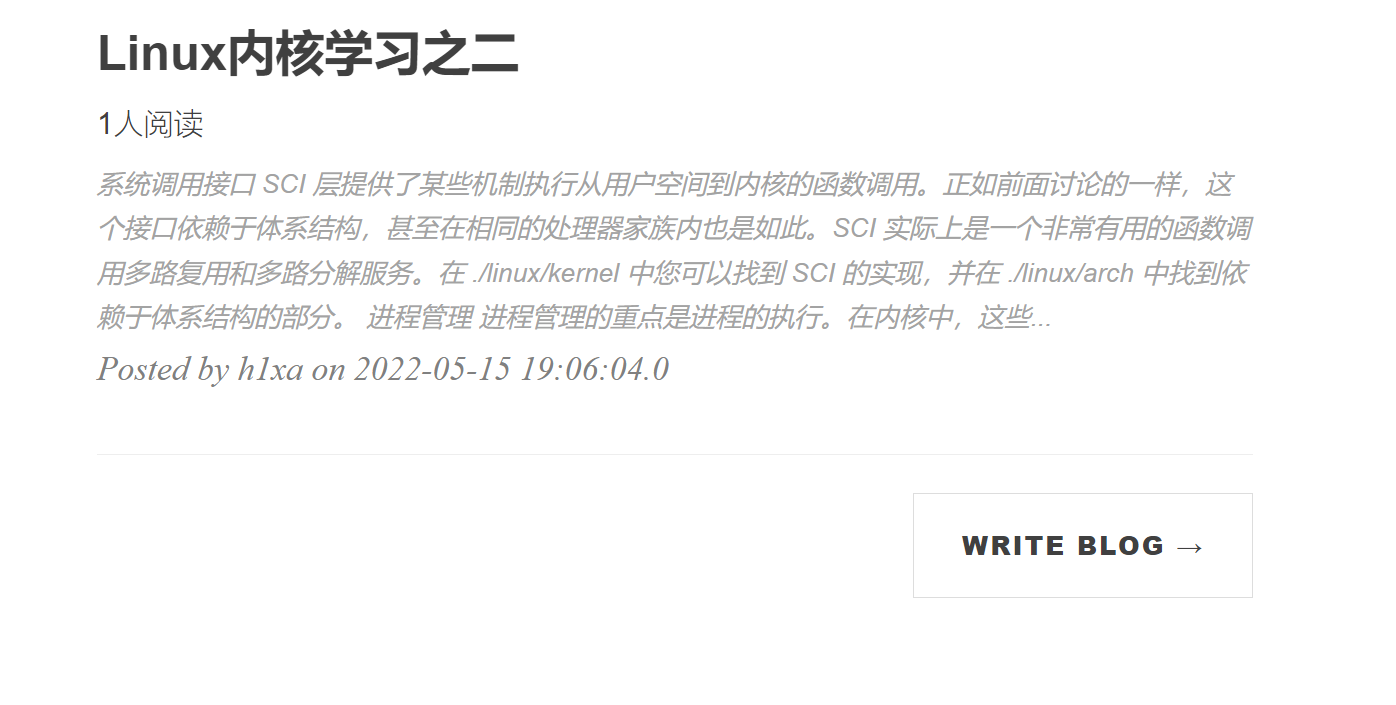 Linux内核学习之二
1人阅读
系统调用接口 SCI 层提供了某些机制执行从用户空间到内核的函数调用。正如前面讨论的一样，这
个接口依赖于体系结构，甚至在相同的处理器家族内也是如此。SCI 实际上是一个非常有用的函数调
用多路复用和多路分解服务。在 ./linux/kernel 中您可以找到 SCI 的实现，并在 ./linux/arch 中找到依
赖于体系结构的部分。 进程管理 进程管理的重点是进程的执行。在内核中，这些...
Posted by h1xa on 2022-05-15 19:06:04.0
WRITE BLOG →